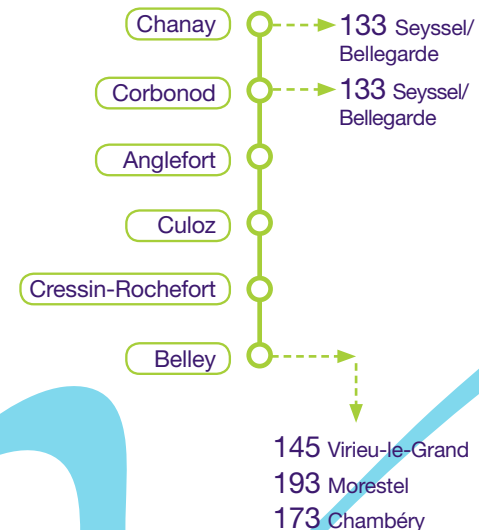 Chanay
133 Seyssel/
Bellegarde
Corbonod
133 Seyssel/
Bellegarde
Anglefort
Culoz
Cressin-Rochefort
Belley
145 Virieu-le-Grand
193 Morestel
173 Chambéry